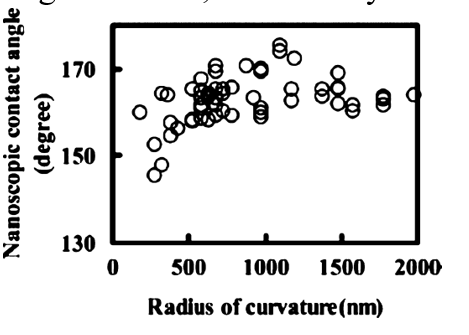 Nanoscopic contact angle
(degree)
170
150
130
0 500 1000 1500 2000
Radius of curvature(nm)